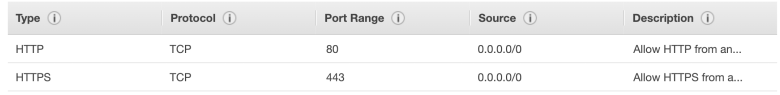 Type Protocol Port Range Source Description
HTTP TCP 80 0.0.0.0/0 Allow HTTP from an...
HTTPS TCP 443 0.0.0.0/0 Allow HTTPS from a...